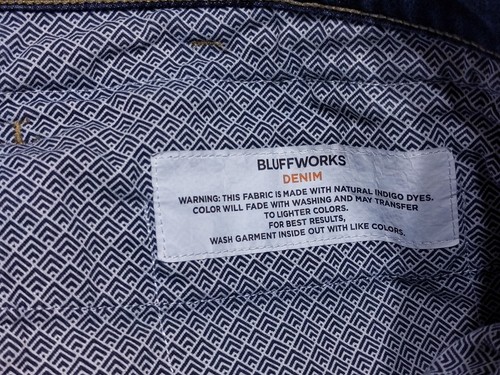 BLUFFWORKS
DENIM
WARNING: THIS FABRIC IS MADE WITH NATURAL INDIGO DYES.
COLOR WILL FADE WITH WASHING AND MAY TRANSFER
TO LIGHTER COLORS.
FOR BEST RESULTS,
WASH GARMENT INSIDE OUT WITH LIKE COLORS.